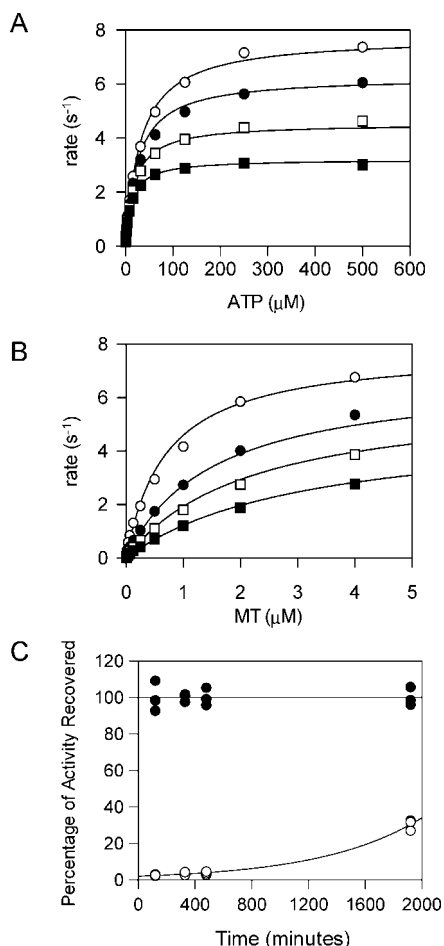 A
8
6
4
2
0
rate (s⁻¹)
0 100 200 300 400 500 600
ATP (μM)
B
8
6
4
2
0
rate (s⁻¹)
0 1 2 3 4 5
MT (μM)
C
120
100
80
60
40
20
0
Percentage of Activity Recovered
0 400 800 1200 1600 2000
Time (minutes)